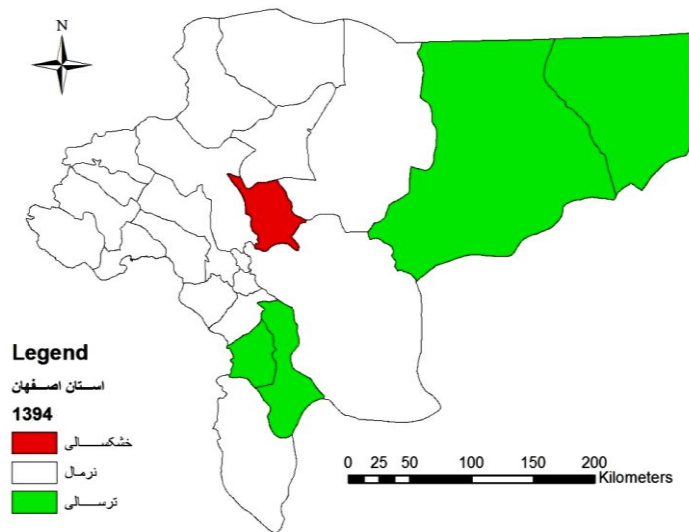 N
Legend
استان اصفهان
1394
خشکسالی
نرمال
ترسالی
0 25 50 100 150 200
Kilometers